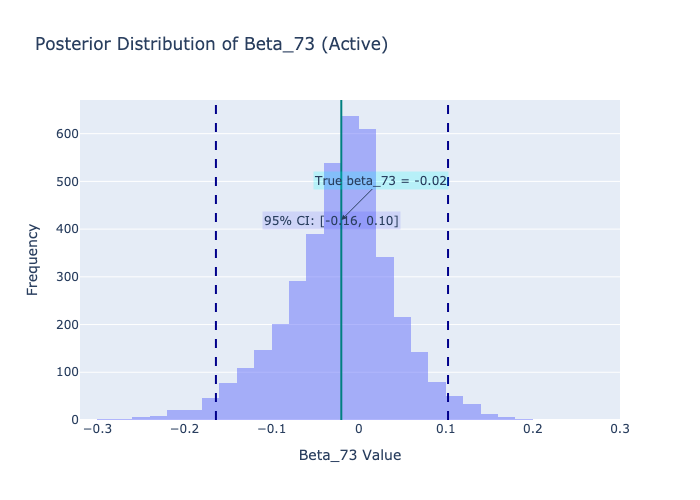 Posterior Distribution of Beta_73 (Active)
600
500
400
300
200
100
0
Frequency
True beta_73 = -0.02
95% CI: [-0.16, 0.10]
−0.3
−0.2
−0.1
0
0.1
0.2
0.3
Beta_73 Value